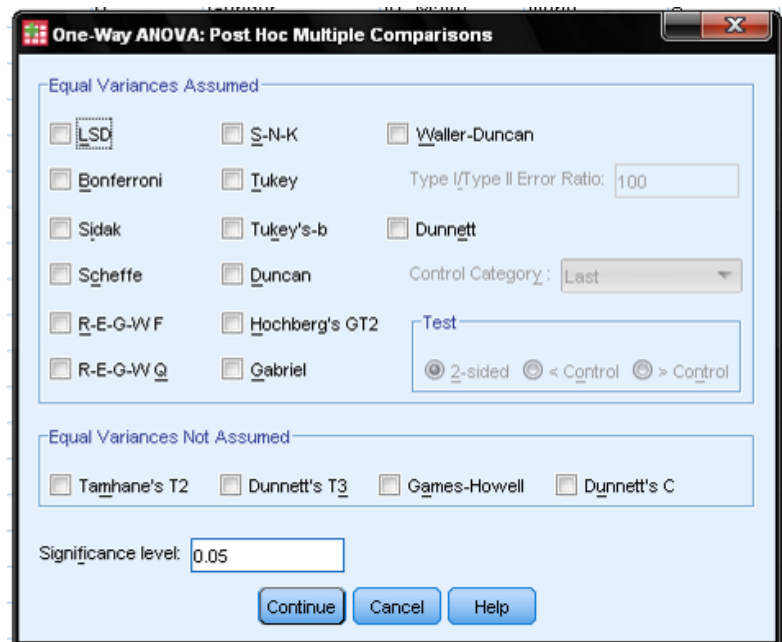 One-Way ANOVA: Post Hoc Multiple Comparisons
X
Equal Variances Assumed
LSD S-N-K Waller-Duncan
Bonferroni Tukey Type I/Type II Error Ratio: 100
Sidak Tukey's-b Dunnett
Scheffe Duncan Control Category : Last
R-E-G-W F Hochberg's GT2 Test
R-E-G-W Q Gabriel 2-sided < Control > Control
Equal Variances Not Assumed
Tamhane's T2 Dunnett's T3 Games-Howell Dunnett's C
Significance level: 0.05
Continue Cancel Help